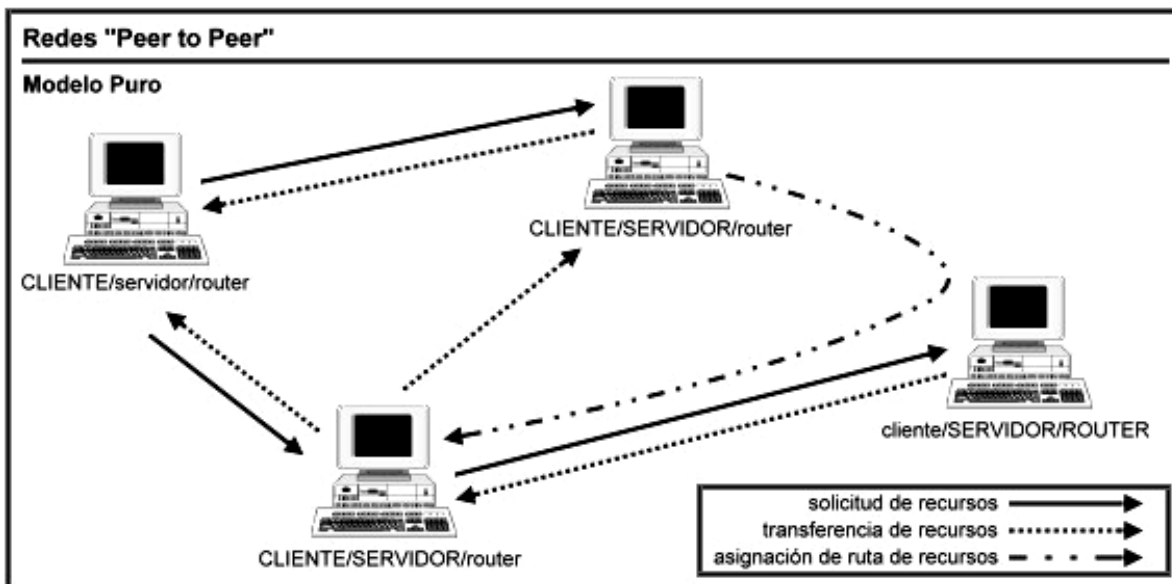 Redes "Peer to Peer"
Modelo Puro
CLIENTE/SERVIDOR/router
CLIENTE/servidor/router
cliente/SERVIDOR/ROUTER
CLIENTE/SERVIDOR/router
solicitud de recursos
transferencia de recursos
asignación de ruta de recursos